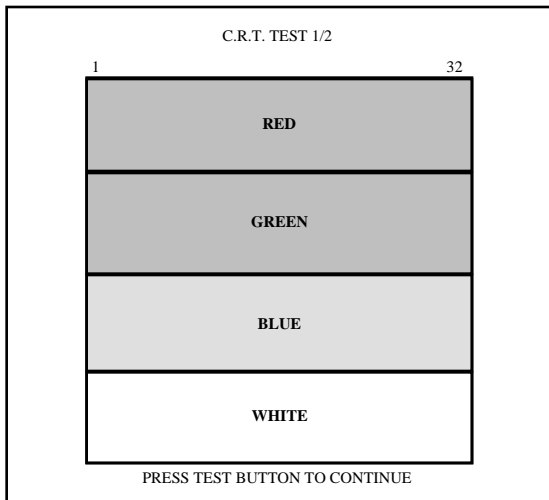 C.R.T. TEST 1/2
1 32
RED
GREEN
BLUE
WHITE
PRESS TEST BUTTON TO CONTINUE